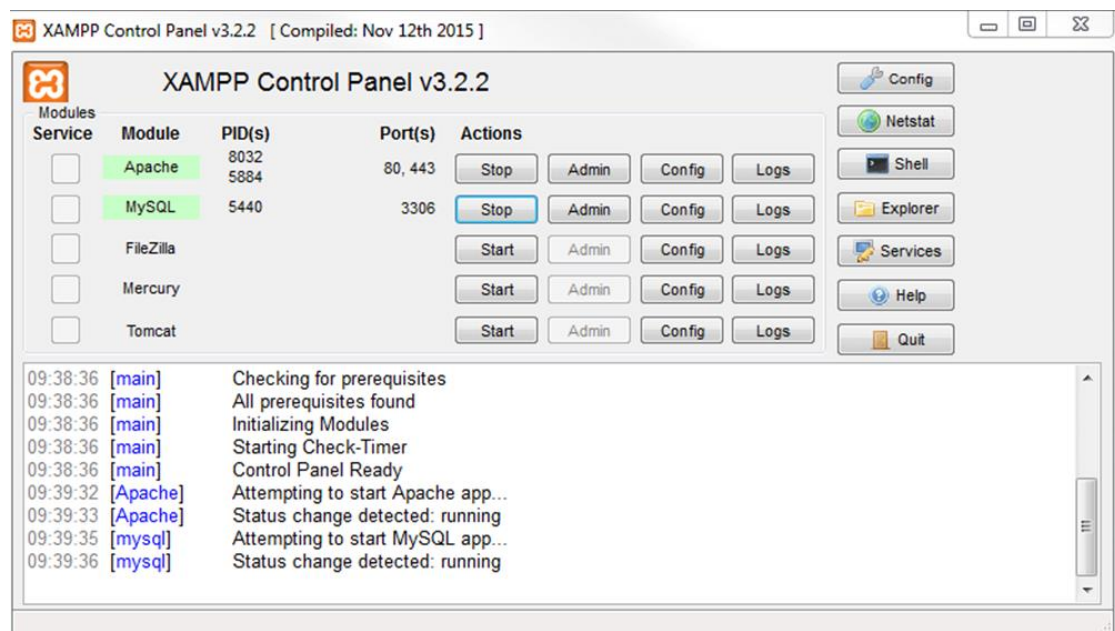 XAMPP Control Panel v3.2.2 [ Compiled: Nov 12th 2015 ]
XAMPP Control Panel v3.2.2
Modules
Service Module PID(s) Port(s) Actions
Apache 8032 5884 80, 443 Stop Admin Config Logs
MySQL 5440 3306 Stop Admin Config Logs
FileZilla Start Admin Config Logs
Mercury Start Admin Config Logs
Tomcat Start Admin Config Logs
Config
Netstat
Shell
Explorer
Services
Help
Quit
09:38:36 [main] Checking for prerequisites
09:38:36 [main] All prerequisites found
09:38:36 [main] Initializing Modules
09:38:36 [main] Starting Check-Timer
09:38:36 [main] Control Panel Ready
09:39:32 [Apache] Attempting to start Apache app...
09:39:33 [Apache] Status change detected: running
09:39:35 [mysql] Attempting to start MySQL app...
09:39:36 [mysql] Status change detected: running